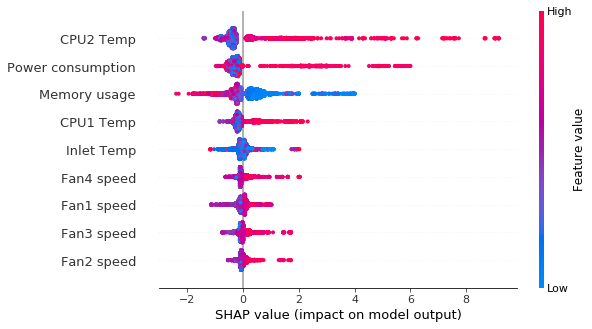 High
CPU2 Temp
Power consumption
Memory usage
CPU1 Temp
Inlet Temp
Fan4 speed
Fan1 speed
Fan3 speed
Fan2 speed
Feature value
Low
−2 0 2 4 6 8
SHAP value (impact on model output)